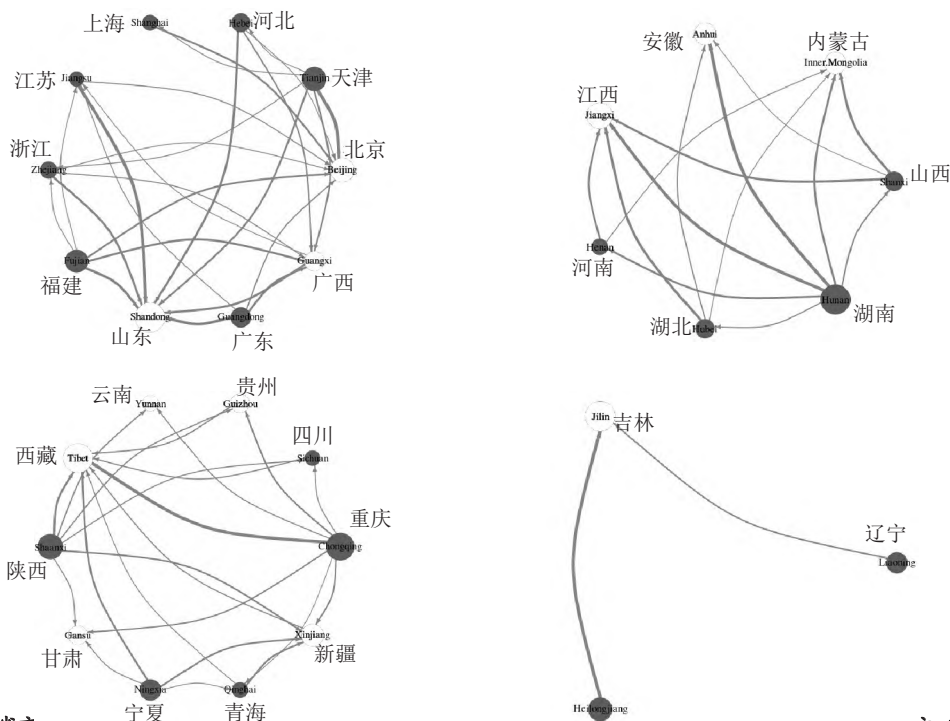 上海
Shanghai
Hebei
河北
江苏
Jiangsu
Tianjin
天津
浙江
Zhejiang
北京
Beijing
Fujian
福建
Guangxi
广西
Shandong
山东
Guangdong
广东
安徽
Anhui
内蒙古
Inner.Mongolia
江西
Jiangxi
Shanxi
山西
Henan
河南
Hunan
湖南
湖北
Hubei
云南
Yunnan
贵州
Guizhou
西藏
Tibet
四川
Sichuan
重庆
Chongqing
Shaanxi
陕西
Gansu
甘肃
Xinjiang
新疆
Ningxia
宁夏
Qinghai
青海
Jilin
吉林
辽宁
Liaoning
Heilongjiang